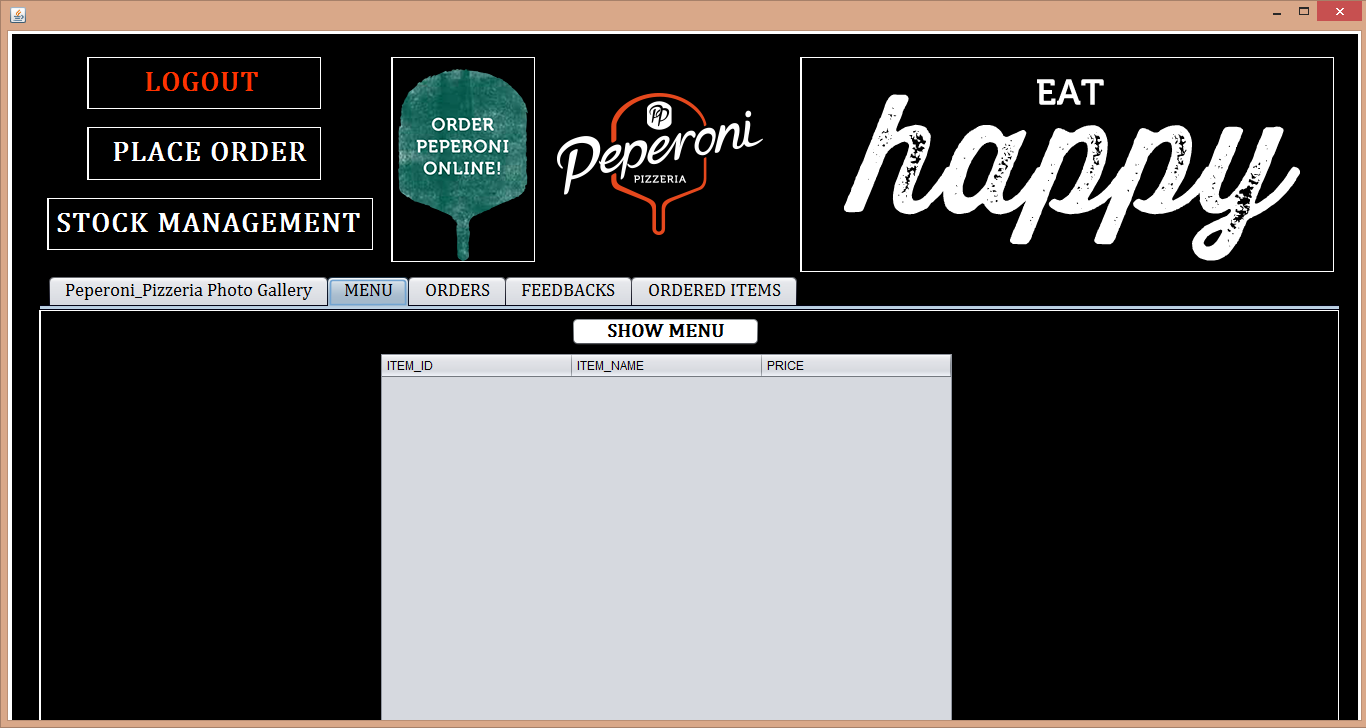 LOGOUT
PLACE ORDER
STOCK MANAGEMENT
ORDER
PEPERONI
ONLINE!
PP
Peperoni
PIZZERIA
EAT
happy
Peperoni_Pizzeria Photo Gallery
MENU
ORDERS
FEEDBACKS
ORDERED ITEMS
SHOW MENU
ITEM_ID
ITEM_NAME
PRICE